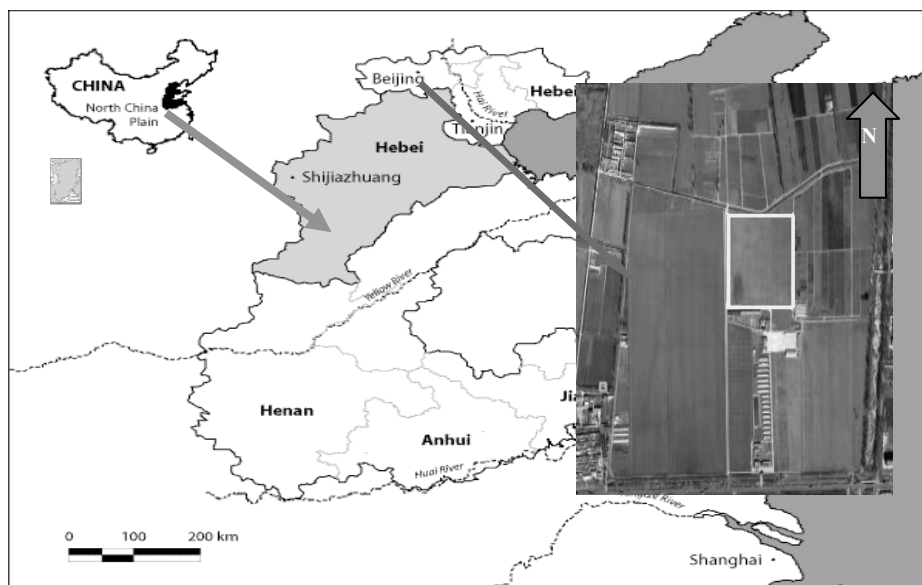 CHINA
North China
Plain
Beijing
Hebei
Hai River
Tianjin
N
Hebei
Shijiazhuang
Yellow River
Henan
Anhui
Huai River
River
0 100 200 km
Shanghai